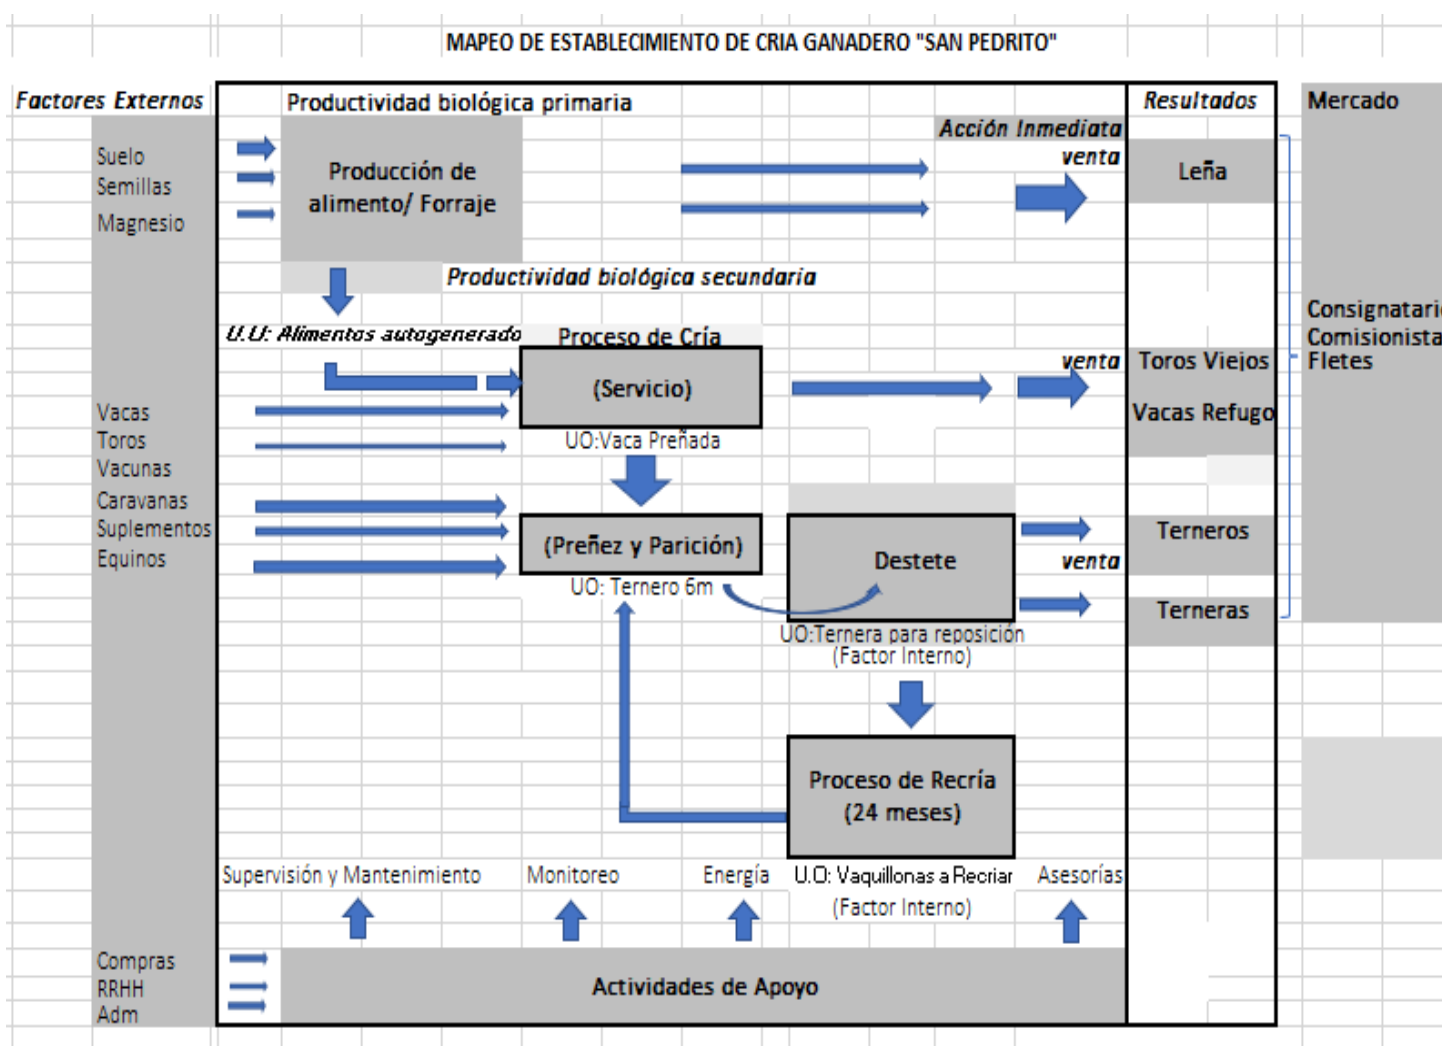 MAPEO DE ESTABLECIMIENTO DE CRIA GANADERO "SAN PEDRITO"
Factores Externos
Productividad biológica primaria
Resultados
Mercado
Acción Inmediata
Suelo
Semillas
Magnesio
Producción de
alimento/ Forraje
venta
Leña
Productividad biológica secundaria
Consignatario
Comisionista
Fletes
U.U: Alimentos autogenerado
Proceso de Cría
(Servicio)
venta
Toros Viejos
Vacas Refugo
UO:Vaca Preñada
Vacas
Toros
Vacunas
Caravanas
Suplementos
Equinos
(Preñez y Parición)
UO: Ternero 6m
Destete
venta
Terneros
Terneras
UO:Ternera para reposición
(Factor Interno)
Proceso de Recría
(24 meses)
Supervisión y Mantenimiento
Monitoreo
Energía
U.O: Vaquillonas a Recriar
(Factor Interno)
Asesorías
Compras
RRHH
Adm
Actividades de Apoyo